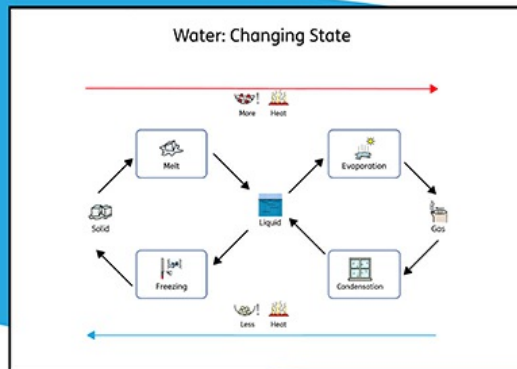 Water: Changing State
More Heat
Melt
Evaporation
Solid
Liquid
Gas
°C
Freezing
Condensation
Less Heat